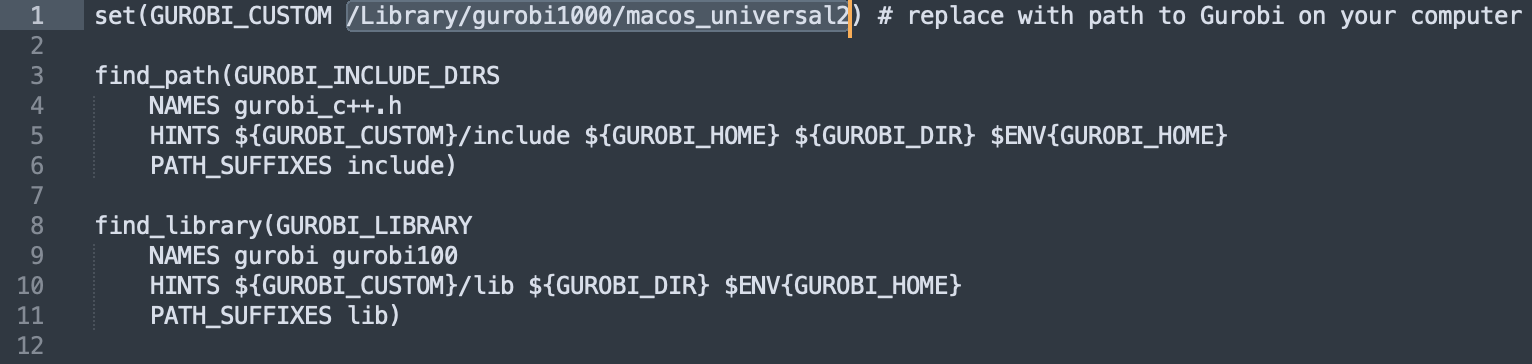 1 set(GUROBI_CUSTOM /Library/gurobi1000/macos_universal2) # replace with path to Gurobi on your computer
2
3 find_path(GUROBI_INCLUDE_DIRS
4     NAMES gurobi_c++.h
5     HINTS ${GUROBI_CUSTOM}/include ${GUROBI_HOME} ${GUROBI_DIR} $ENV{GUROBI_HOME}
6     PATH_SUFFIXES include)
7
8 find_library(GUROBI_LIBRARY
9     NAMES gurobi gurobi100
10     HINTS ${GUROBI_CUSTOM}/lib ${GUROBI_DIR} $ENV{GUROBI_HOME}
11     PATH_SUFFIXES lib)
12